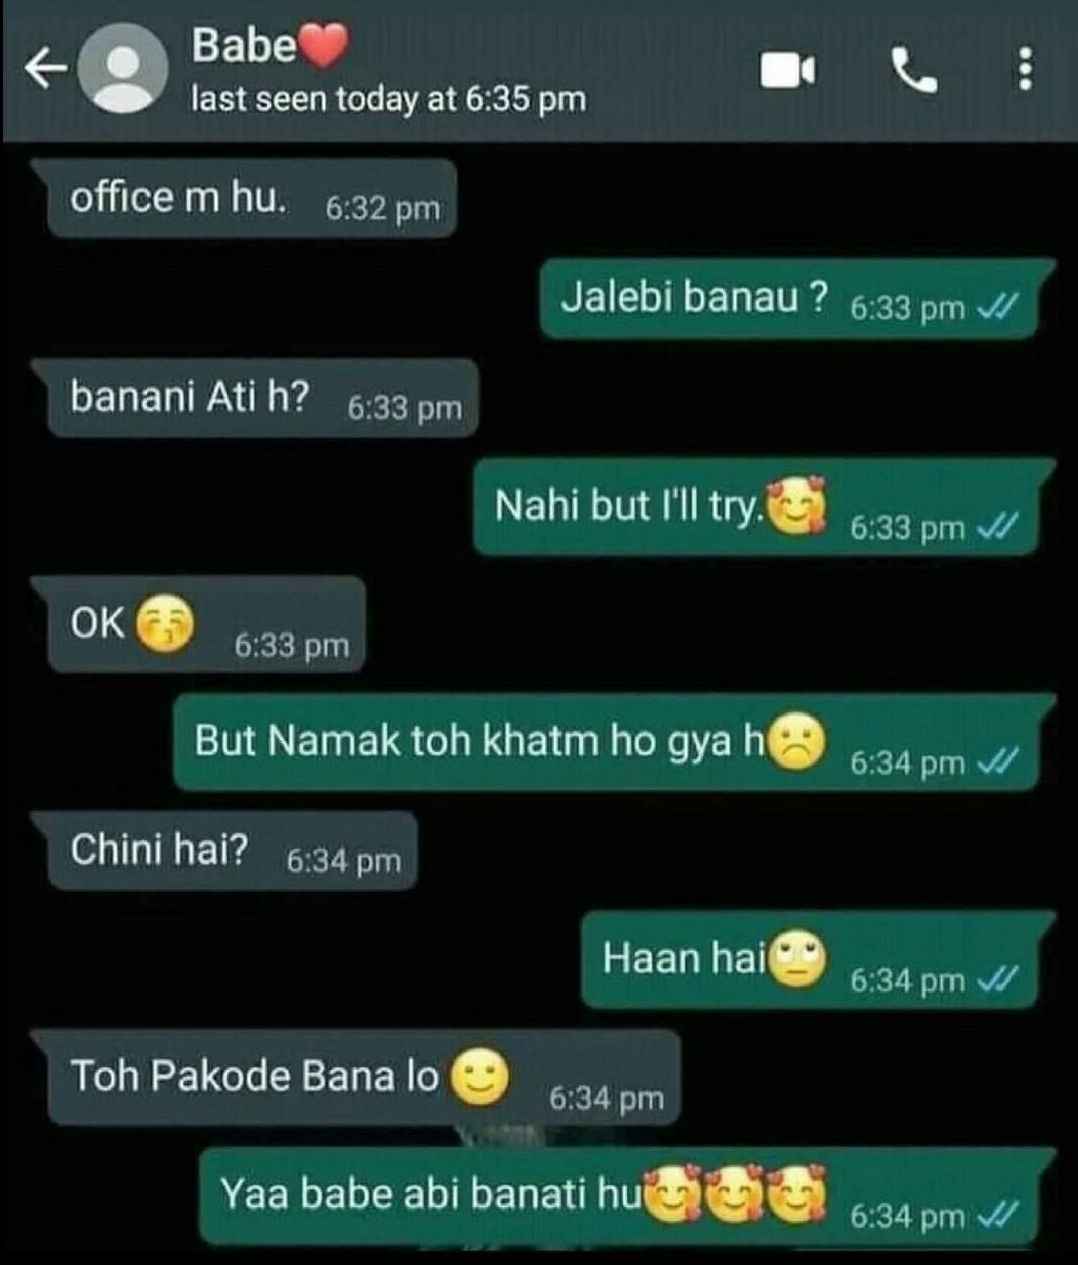 Babe❤️
last seen today at 6:35 pm
office m hu. 6:32 pm
Jalebi banau ? 6:33 pm
banani Ati h? 6:33 pm
Nahi but I'll try.🥰 6:33 pm
OK 😚 6:33 pm
But Namak toh khatm ho gya h☹️ 6:34 pm
Chini hai? 6:34 pm
Haan hai🙄 6:34 pm
Toh Pakode Bana lo 🙂 6:34 pm
Yaa babe abi banati hu🥰🥰🥰 6:34 pm